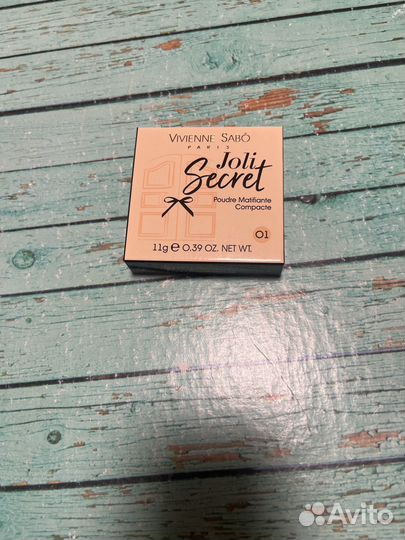 VIVIENNE SABÓ
PARIS
Joli
Secret
Poudre Matifiante
Compacte
01
11g e 0.39 OZ. NET WT.
Avito